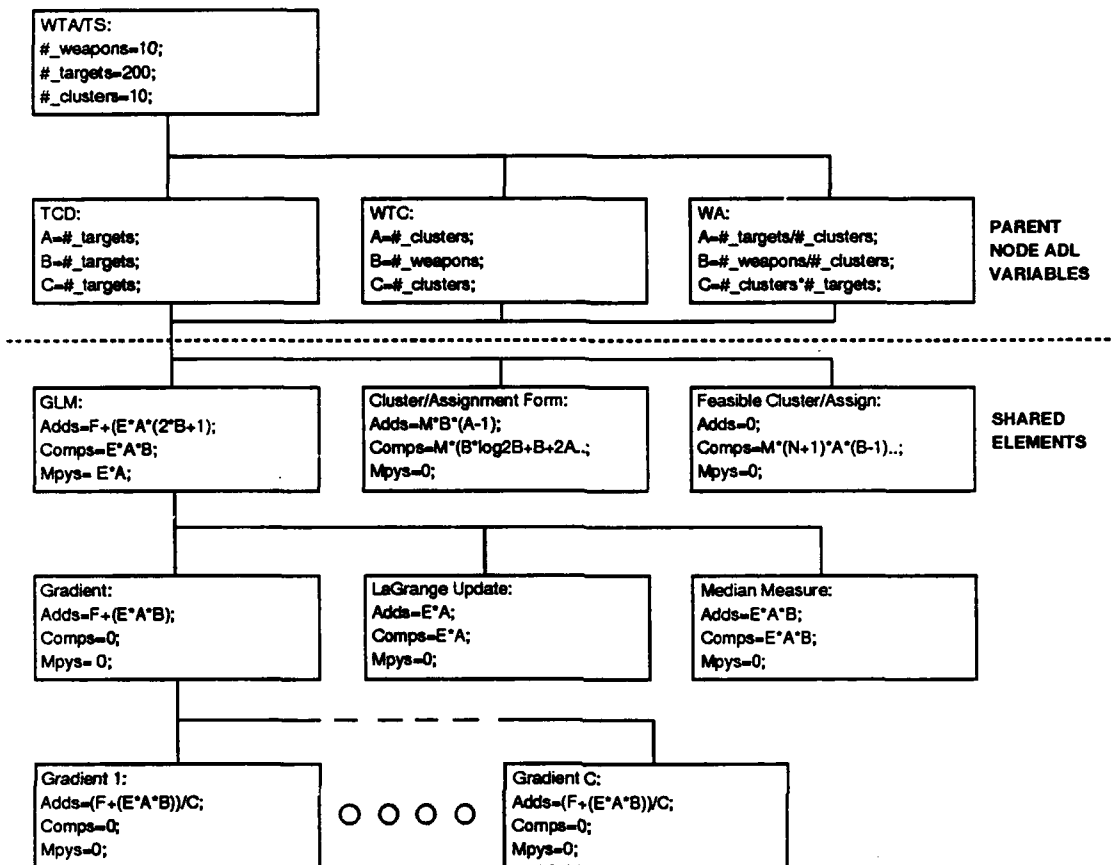 WTA/TS:
#_weapons=10;
#_targets=200;
#_clusters=10;
TCD:
A=#_targets;
B=#_targets;
C=#_targets;
WTC:
A=#_clusters;
B=#_weapons;
C=#_clusters;
WA:
A=#_targets/#_clusters;
B=#_weapons/#_clusters;
C=#_clusters*#_targets;
PARENT
NODE ADL
VARIABLES
GLM:
Adds=F+(E*A*(2*B+1);
Comps=E*A*B;
Mpys= E*A;
Cluster/Assignment Form:
Adds=M*B*(A-1);
Comps=M*(B*log2B+B+2A..;
Mpys=0;
Feasible Cluster/Assign:
Adds=0;
Comps=M*(N+1)*A*(B-1)..;
Mpys=0;
SHARED
ELEMENTS
Gradient:
Adds=F+(E*A*B);
Comps=0;
Mpys= 0;
LaGrange Update:
Adds=E*A;
Comps=E*A;
Mpys=0;
Median Measure:
Adds=E*A*B;
Comps=E*A*B;
Mpys=0;
Gradient 1:
Adds=(F+(E*A*B))/C;
Comps=0;
Mpys=0;
Gradient C:
Adds=(F+(E*A*B))/C;
Comps=0;
Mpys=0;